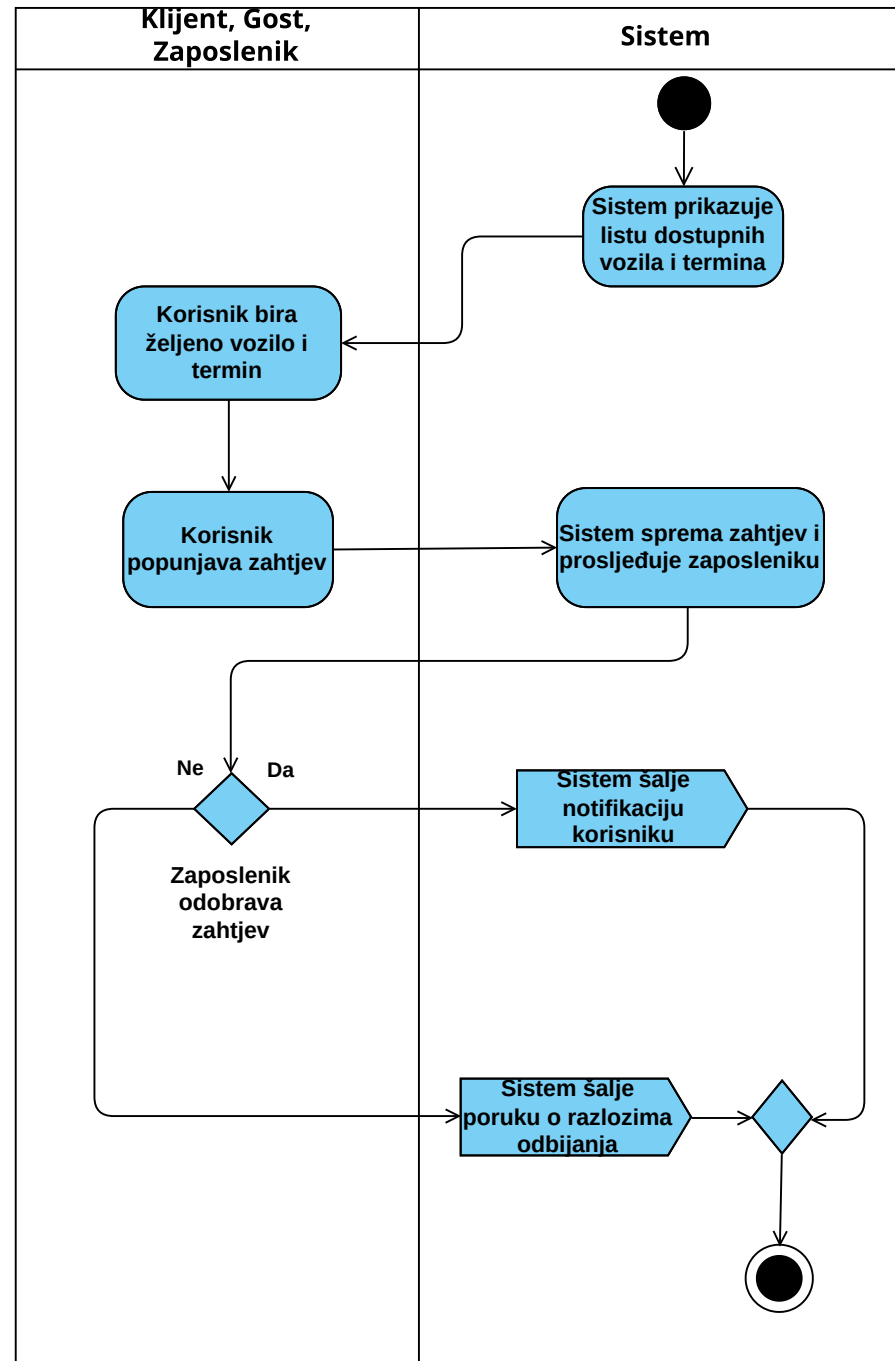 Klijent, Gost,
Zaposlenik
Sistem
Sistem prikazuje
listu dostupnih
vozila i termina
Korisnik bira
željeno vozilo i
termin
Korisnik
popunjava zahtjev
Sistem sprema zahtjev i
prosljeđuje zaposleniku
Ne
Da
Zaposlenik
odobrava
zahtjev
Sistem šalje
notifikaciju
korisniku
Sistem šalje
poruku o razlozima
odbijanja